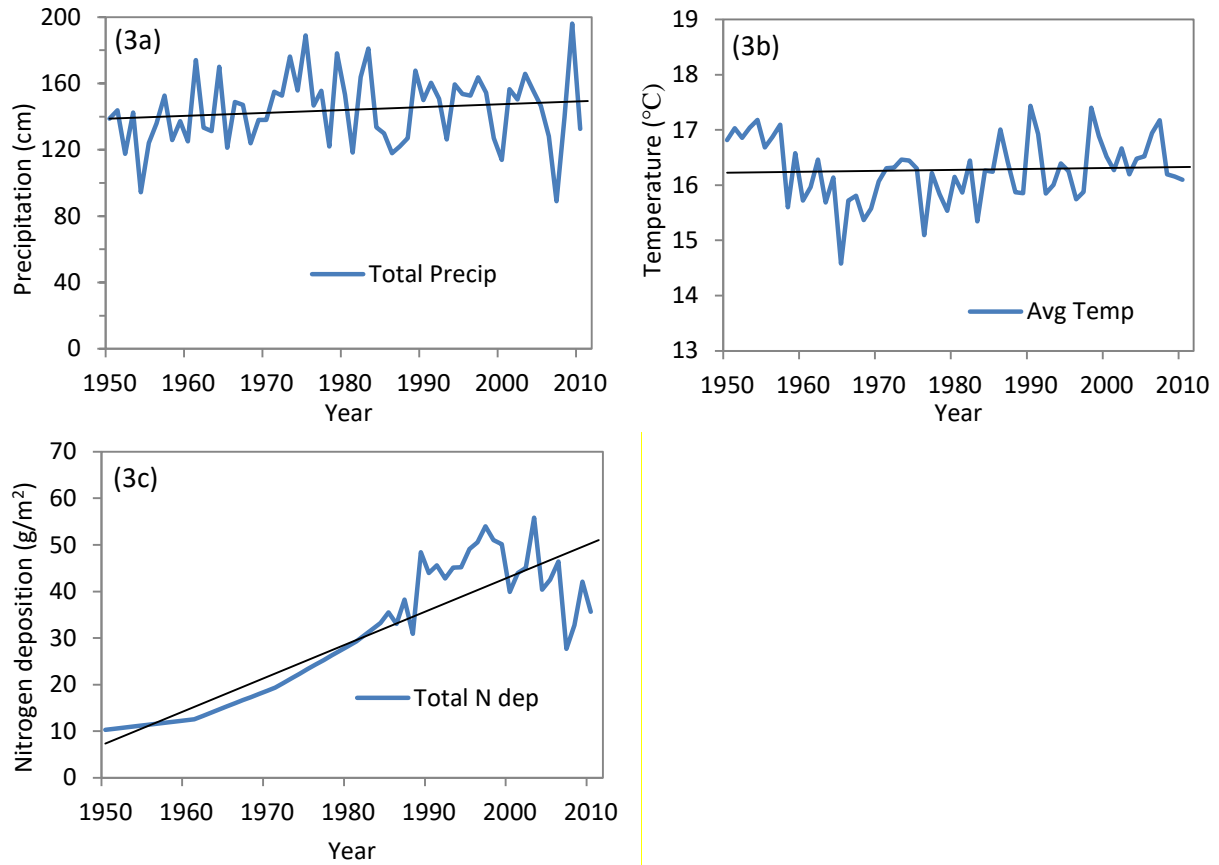 (3a)
Precipitation (cm)
200
160
120
80
40
0
Total Precip
1950 1960 1970 1980 1990 2000 2010
Year
(3b)
Temperature (°C)
19
18
17
16
15
14
13
Avg Temp
1950 1960 1970 1980 1990 2000 2010
Year
(3c)
Nitrogen deposition (g/m²)
70
60
50
40
30
20
10
0
Total N dep
1950 1960 1970 1980 1990 2000 2010
Year